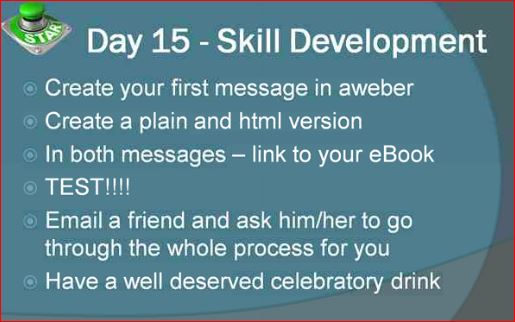 START
Day 15 - Skill Development
Create your first message in aweber
Create a plain and html version
In both messages – link to your eBook
TEST!!!!
Email a friend and ask him/her to go
through the whole process for you
Have a well deserved celebratory drink